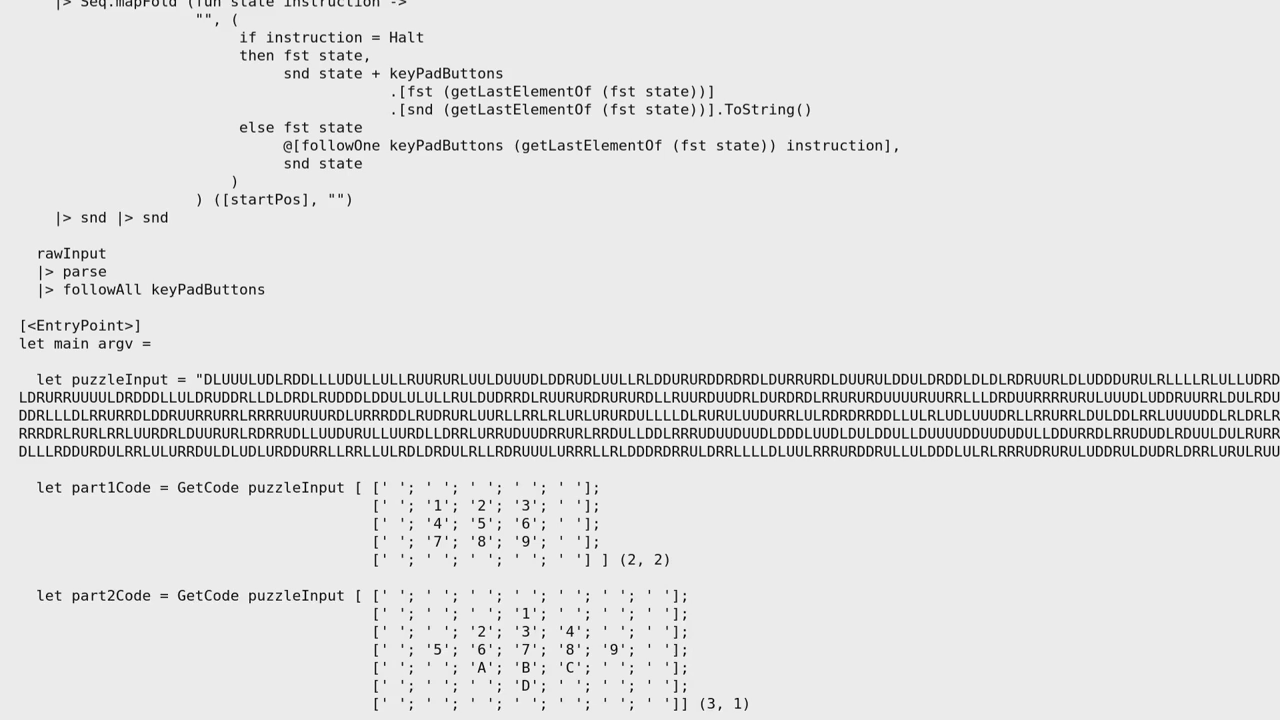 |> Seq.mapFold (fun state instruction ->
"", (
if instruction = Halt
then fst state,
snd state + keyPadButtons
.[fst (getLastElementOf (fst state))]
.[snd (getLastElementOf (fst state))].ToString()
else fst state
@[followOne keyPadButtons (getLastElementOf (fst state)) instruction],
snd state
)
) ([startPos], "")
|> snd |> snd
rawInput
|> parse
|> followAll keyPadButtons
[<EntryPoint>]
let main argv =
let puzzleInput = "DLUUULUDLRDDLLLUDULLULLRUURURLUULDUUUDLDDRUDLUULLRLDDURURDDRDRDLDURRURDLDUURULDDULDRDDLDLDLRDRUURLDLUDDDURULRLLLLRLULLUDRD
LDRURRUUUULDRDDDLLULDRUDDRLLDLDRDLRUDDDLDDULULULLRULDUDRRDLRUURURDRURURDLLRUURDUUDRLDURDRDLRRURURDUUUURUURRLLLDRDUURRRRURULUUUDLUDDRUURRLDULRDU
DDRLLLDLRRURRDLDDRUURRURRLRRRRUURUURDLURRRDDLRUDRURLUURLLRRLRLURLURURDULLLLDLRURULUUDURRLULRDRDRRDDLLULRLUDLUUUDRLLRRURRLDULDDLRRLUUUUDDLRLDRLR
RRRDRLRURLRRLUURDRLDUURURLRDRRUDLLUUDURULLUURDLLDRRLURRUDUUDRRURLRRDULLDDLRRRUDUUDUUDLDDDLUUDLDULDDULLDUUUUDDUUDUDULLDDURRDLRRUDUDLRDUULDULRURR
DLLLRDDURDULRRLULURRDULDLUDLURDDURRLLRRLLULRDLDRDULRLLRDRUUULURRRLLRLDDDRDRRULDRRLLLLDLUULRRRURDDRULLULDDDLULRLRRRUDRURULUDDRULDUDRLDRRLURULRUU
let part1Code = GetCode puzzleInput [ [' '; ' '; ' '; ' '; ' '];
[' '; '1'; '2'; '3'; ' '];
[' '; '4'; '5'; '6'; ' '];
[' '; '7'; '8'; '9'; ' '];
[' '; ' '; ' '; ' '; ' '] ] (2, 2)
let part2Code = GetCode puzzleInput [ [' '; ' '; ' '; ' '; ' '; ' '; ' '];
[' '; ' '; ' '; '1'; ' '; ' '; ' '];
[' '; ' '; '2'; '3'; '4'; ' '; ' '];
[' '; '5'; '6'; '7'; '8'; '9'; ' '];
[' '; ' '; 'A'; 'B'; 'C'; ' '; ' '];
[' '; ' '; ' '; 'D'; ' '; ' '; ' '];
[' '; ' '; ' '; ' '; ' '; ' '; ' ']] (3, 1)